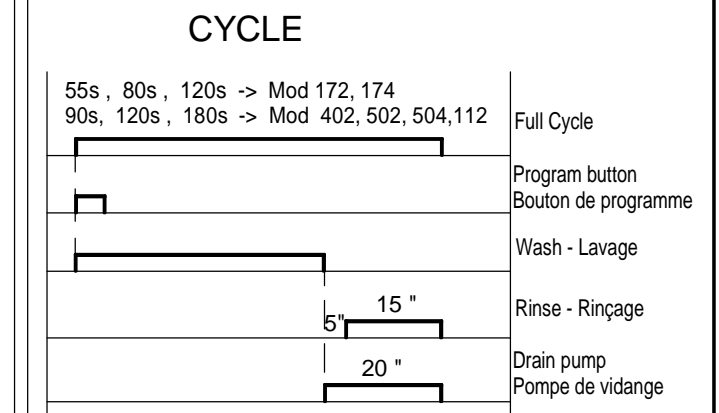 CYCLE
55s , 80s , 120s -> Mod 172, 174
90s, 120s , 180s -> Mod 402, 502, 504,112
Full Cycle
Program button
Bouton de programme
Wash - Lavage
15 "
5"
Rinse - Rinçage
20 "
Drain pump
Pompe de vidange